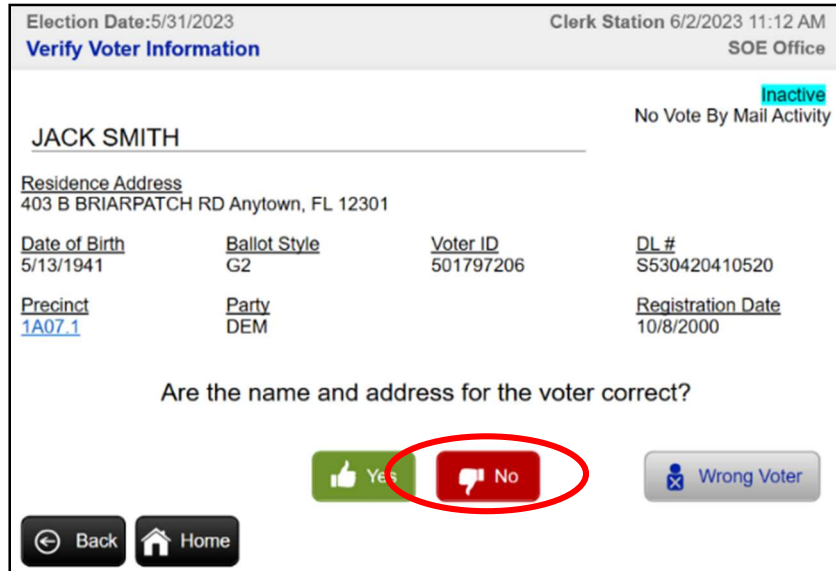 Election Date:5/31/2023 Clerk Station 6/2/2023 11:12 AM
Verify Voter Information SOE Office
Inactive
No Vote By Mail Activity
JACK SMITH
Residence Address
403 B BRIARPATCH RD Anytown, FL 12301
Date of Birth Ballot Style Voter ID DL #
5/13/1941 G2 501797206 S530420410520
Precinct Party Registration Date
1A07.1 DEM 10/8/2000
Are the name and address for the voter correct?
Yes No Wrong Voter
Back Home